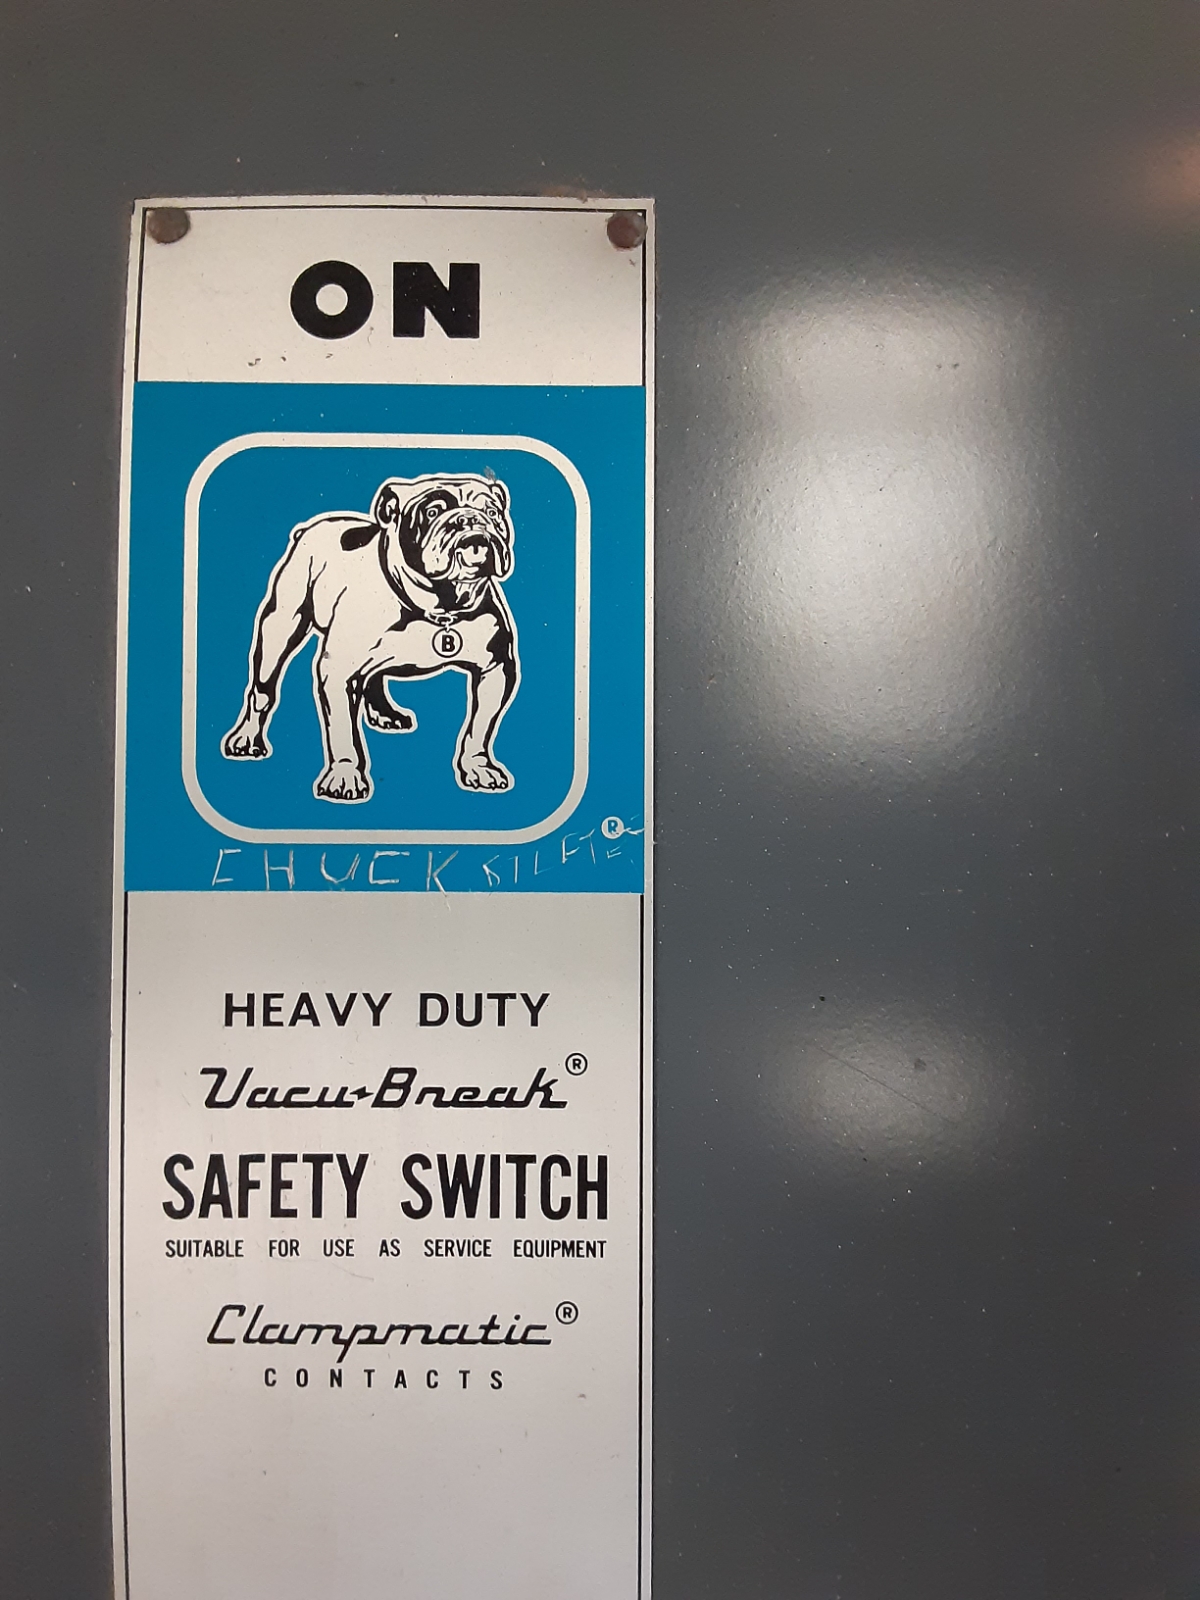 ON
B
®
CHUCK
HEAVY DUTY
Vacu-Break®
SAFETY SWITCH
SUITABLE FOR USE AS SERVICE EQUIPMENT
Clampmatic®
CONTACTS